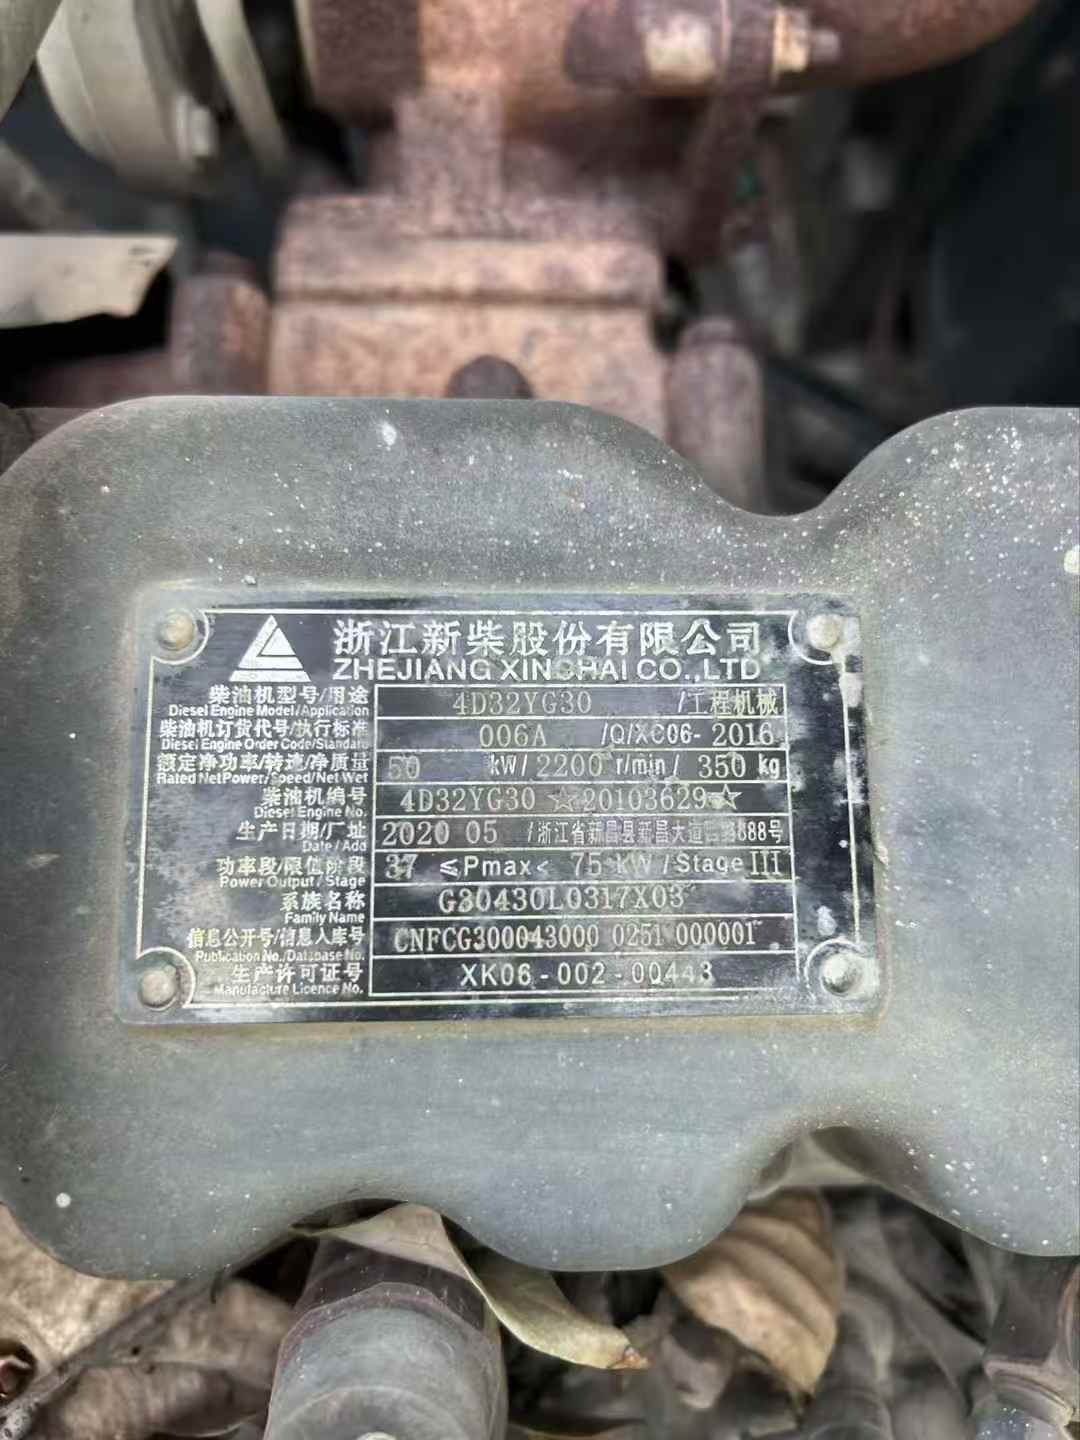 浙江新柴股份有限公司
ZHEJIANG XINCHAI CO.,LTD
柴油机型号/用途 4D32YG30 /工程机械
Diesel Engine Model/Application
柴油机订货代号/执行标准 006A /Q/XC06-2016
Diesel Engine Order Code/Standard
额定净功率/转速/净质量 50 kW/2200 r/min/ 350 kg
Rated Net Power/Speed/Net Wet
柴油机编号 4D32YG30 ☆20103629☆
Diesel Engine No.
生产日期/厂址 2020 05 /浙江省新昌县新昌大道 888号
Date/Add
功率段/限值阶段 37 ≤Pmax< 75 kW/Stage III
Power Output/Stage
系族名称 G30430L0317X03
Family Name
信息公开号/信息入库号 CNFCG300043000 0251 000001
Publication No./Database No.
生产许可证号 XK06-002-00443
Manufacture Licence No.